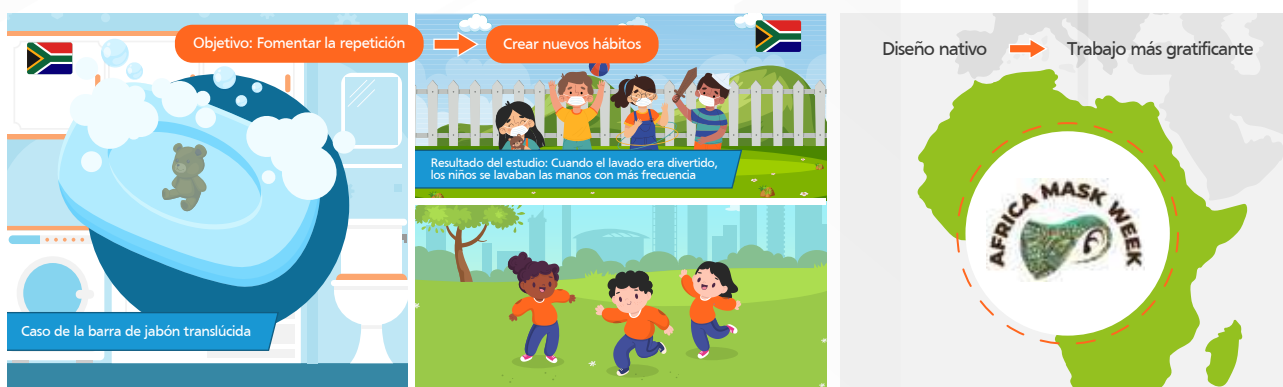 Objetivo: Fomentar la repetición
Crear nuevos hábitos
Resultado del estudio: Cuando el lavado era divertido,
los niños se lavaban las manos con más frecuencia
Caso de la barra de jabón translúcida
Diseño nativo
Trabajo más gratificante
AFRICA MASK WEEK